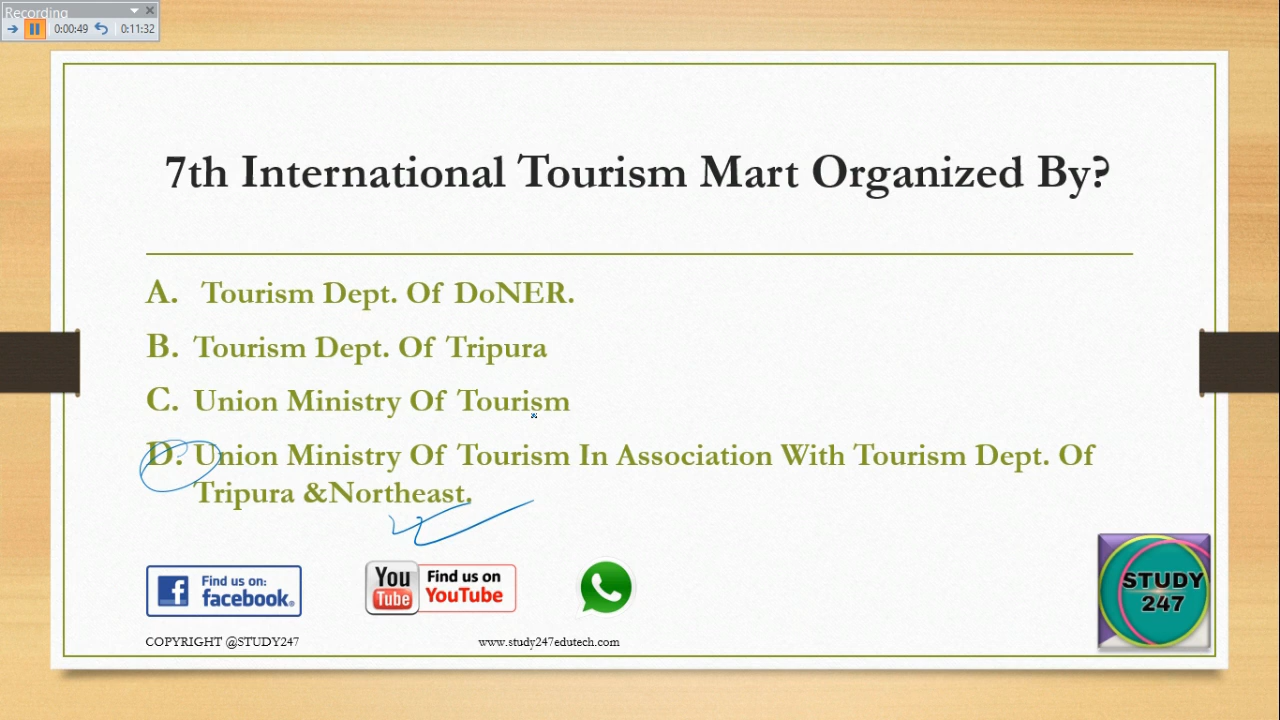 Recording
0:00:49 0:11:32
7th International Tourism Mart Organized By?
A. Tourism Dept. Of DoNER.
B. Tourism Dept. Of Tripura
C. Union Ministry Of Tourism
D. Union Ministry Of Tourism In Association With Tourism Dept. Of
Tripura &Northeast.
Find us on:
facebook.
You
Tube
Find us on
YouTube
STUDY
247
COPYRIGHT @STUDY247
www.study247edutech.com